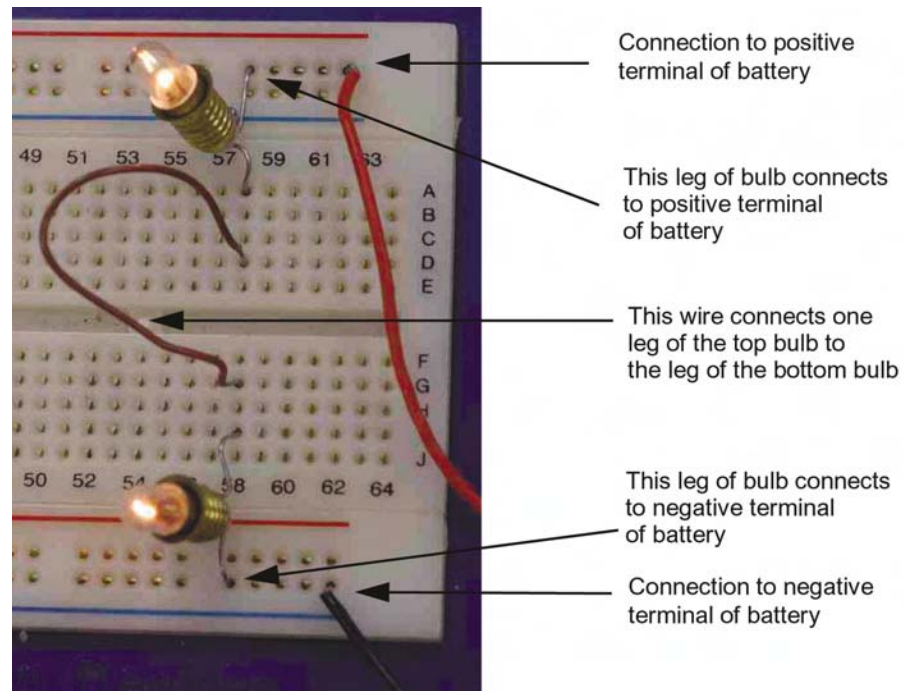 Connection to positive
terminal of battery
49 51 53 55 57 59 61 63
A
B
C
D
E
This leg of bulb connects
to positive terminal
of battery
This wire connects one
leg of the top bulb to
the leg of the bottom bulb
F
G
H
J
50 52 54 58 60 62 64
This leg of bulb connects
to negative terminal
of battery
Connection to negative
terminal of battery